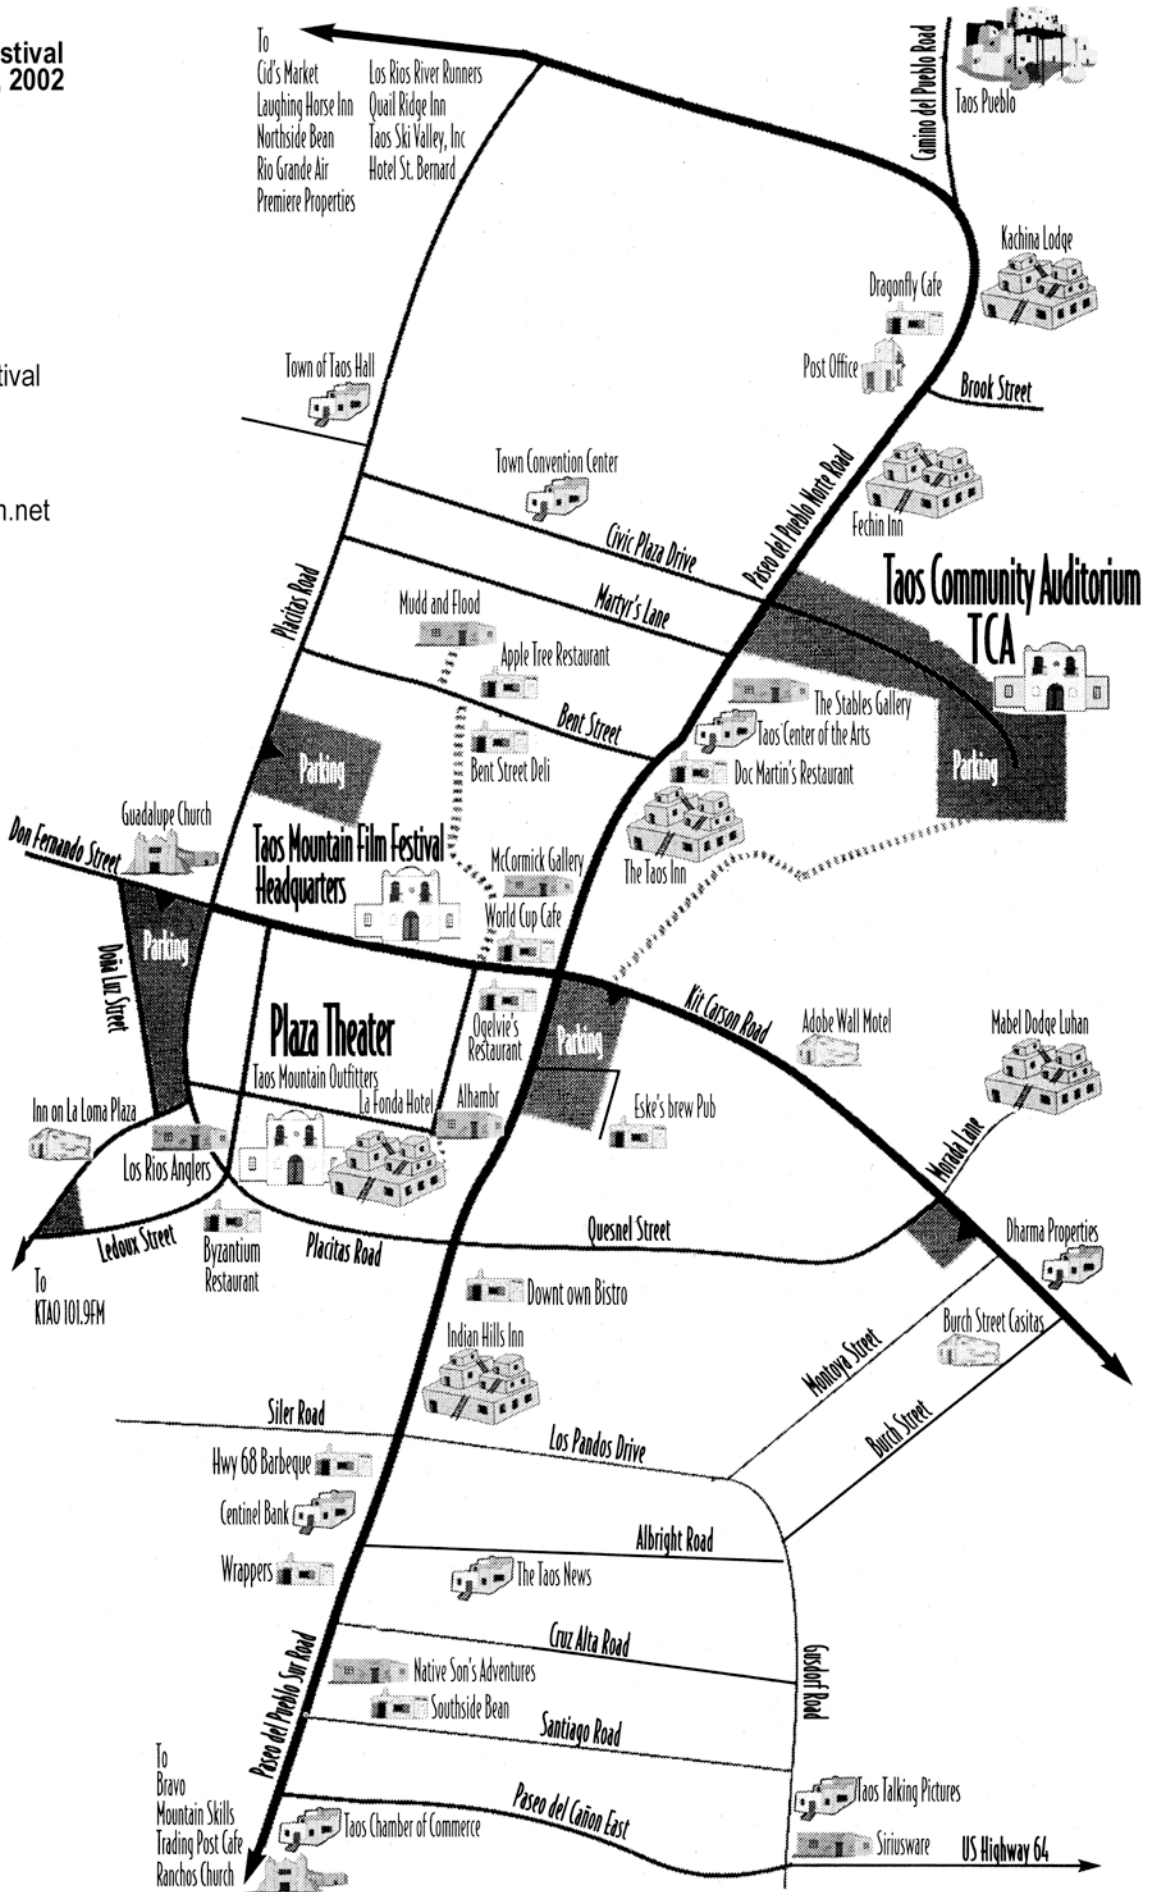 stival
, 2002
tival
n.net
To
Cid's Market
Laughing Horse Inn
Northside Bean
Rio Grande Air
Premiere Properties
Los Rios River Runners
Quail Ridge Inn
Taos Ski Valley, Inc
Hotel St. Bernard
Camino del Pueblo Road
Taos Pueblo
Kachina Lodge
Dragonfly Cafe
Post Office
Brook Street
Town of Taos Hall
Town Convention Center
Fechin Inn
Paseo del Pueblo Norte Road
Civic Plaza Drive
Martyr's Lane
Placitas Road
Taos Community Auditorium
TCA
Mudd and Flood
Apple Tree Restaurant
Bent Street
Bent Street Deli
The Stables Gallery
Taos Center of the Arts
Doc Martin's Restaurant
The Taos Inn
Parking
Parking
Guadalupe Church
Don Fernando Street
Taos Mountain Film Festival
Headquarters
McCormick Gallery
World Cup Cafe
Parking
Doña Luz Street
Plaza Theater
Taos Mountain Outfitters
La Fonda Hotel
Ogelvie's
Restaurant
Alhambr
Parking
Kit Carson Road
Adobe Wall Motel
Mabel Dodge Luhan
Eske's brew Pub
Morada Lane
Inn on La Loma Plaza
Los Rios Anglers
Ledoux Street
Byzantium
Restaurant
Placitas Road
Quesnel Street
To
KTAO 101.9FM
Dharma Properties
Downt own Bistro
Indian Hills Inn
Burch Street Casitas
Montoya Street
Burch Street
Siler Road
Los Pandos Drive
Hwy 68 Barbeque
Centinel Bank
Wrappers
Albright Road
The Taos News
Cruz Alta Road
Native Son's Adventures
Southside Bean
Santiago Road
Gusdorf Road
Paseo del Pueblo Sur Road
Paseo del Cañon East
To
Bravo
Mountain Skills
Trading Post Cafe
Ranchos Church
Taos Chamber of Commerce
Taos Talking Pictures
Siriusware
US Highway 64